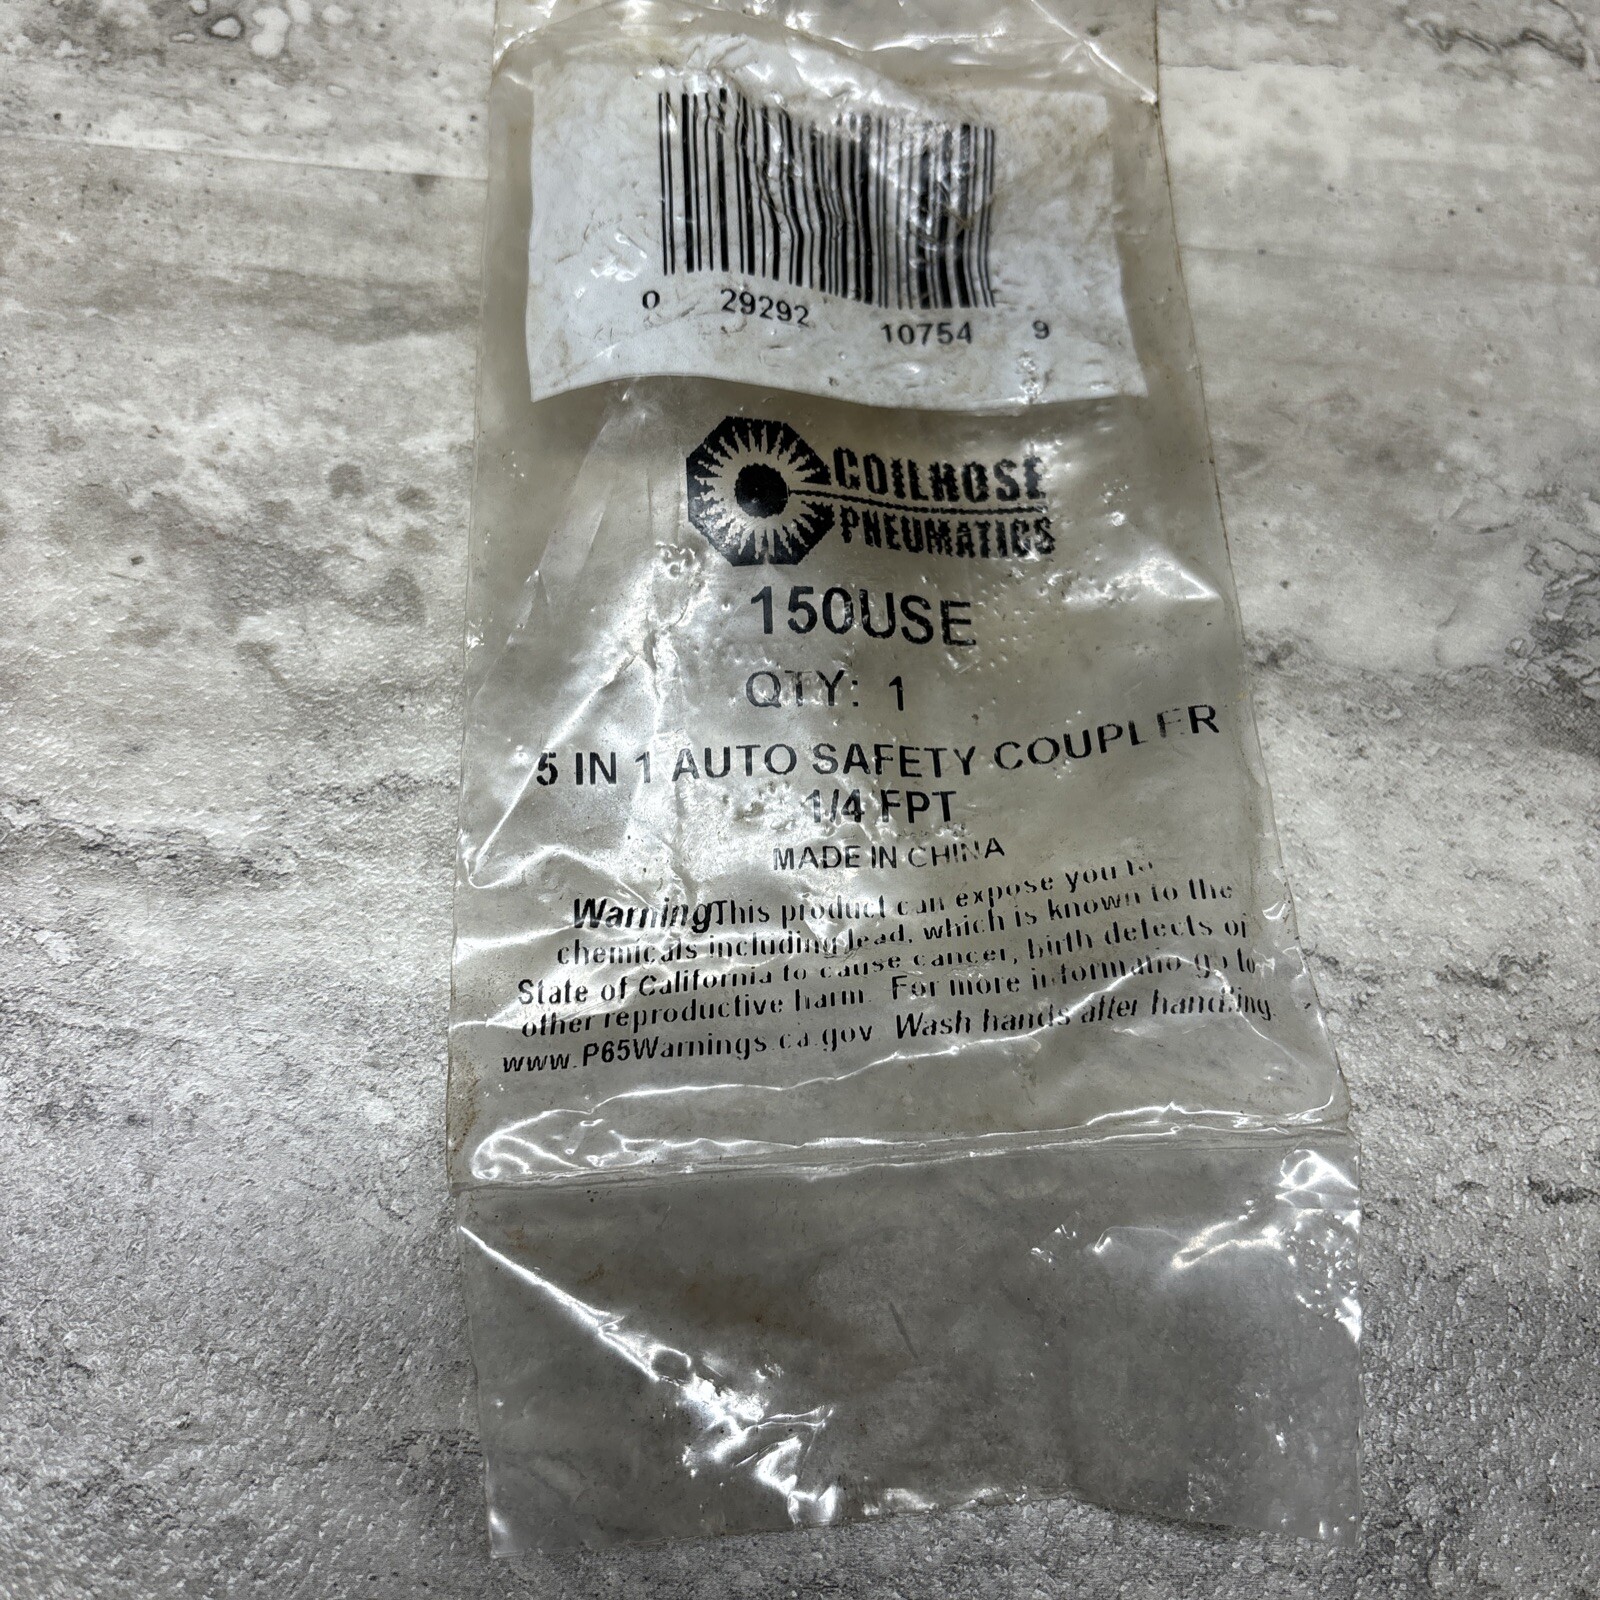 0 29292 10754 9
COILHOSE
PNEUMATICS
150USE
QTY: 1
5 IN 1 AUTO SAFETY COUPLER
1/4 FPT
MADE IN CHINA
Warning This product can expose you to
chemicals including lead, which is known to the
State of California to cause cancer, birth defects or
other reproductive harm. For more informatio go to
www.P65Warnings.ca.gov Wash hands after handling.